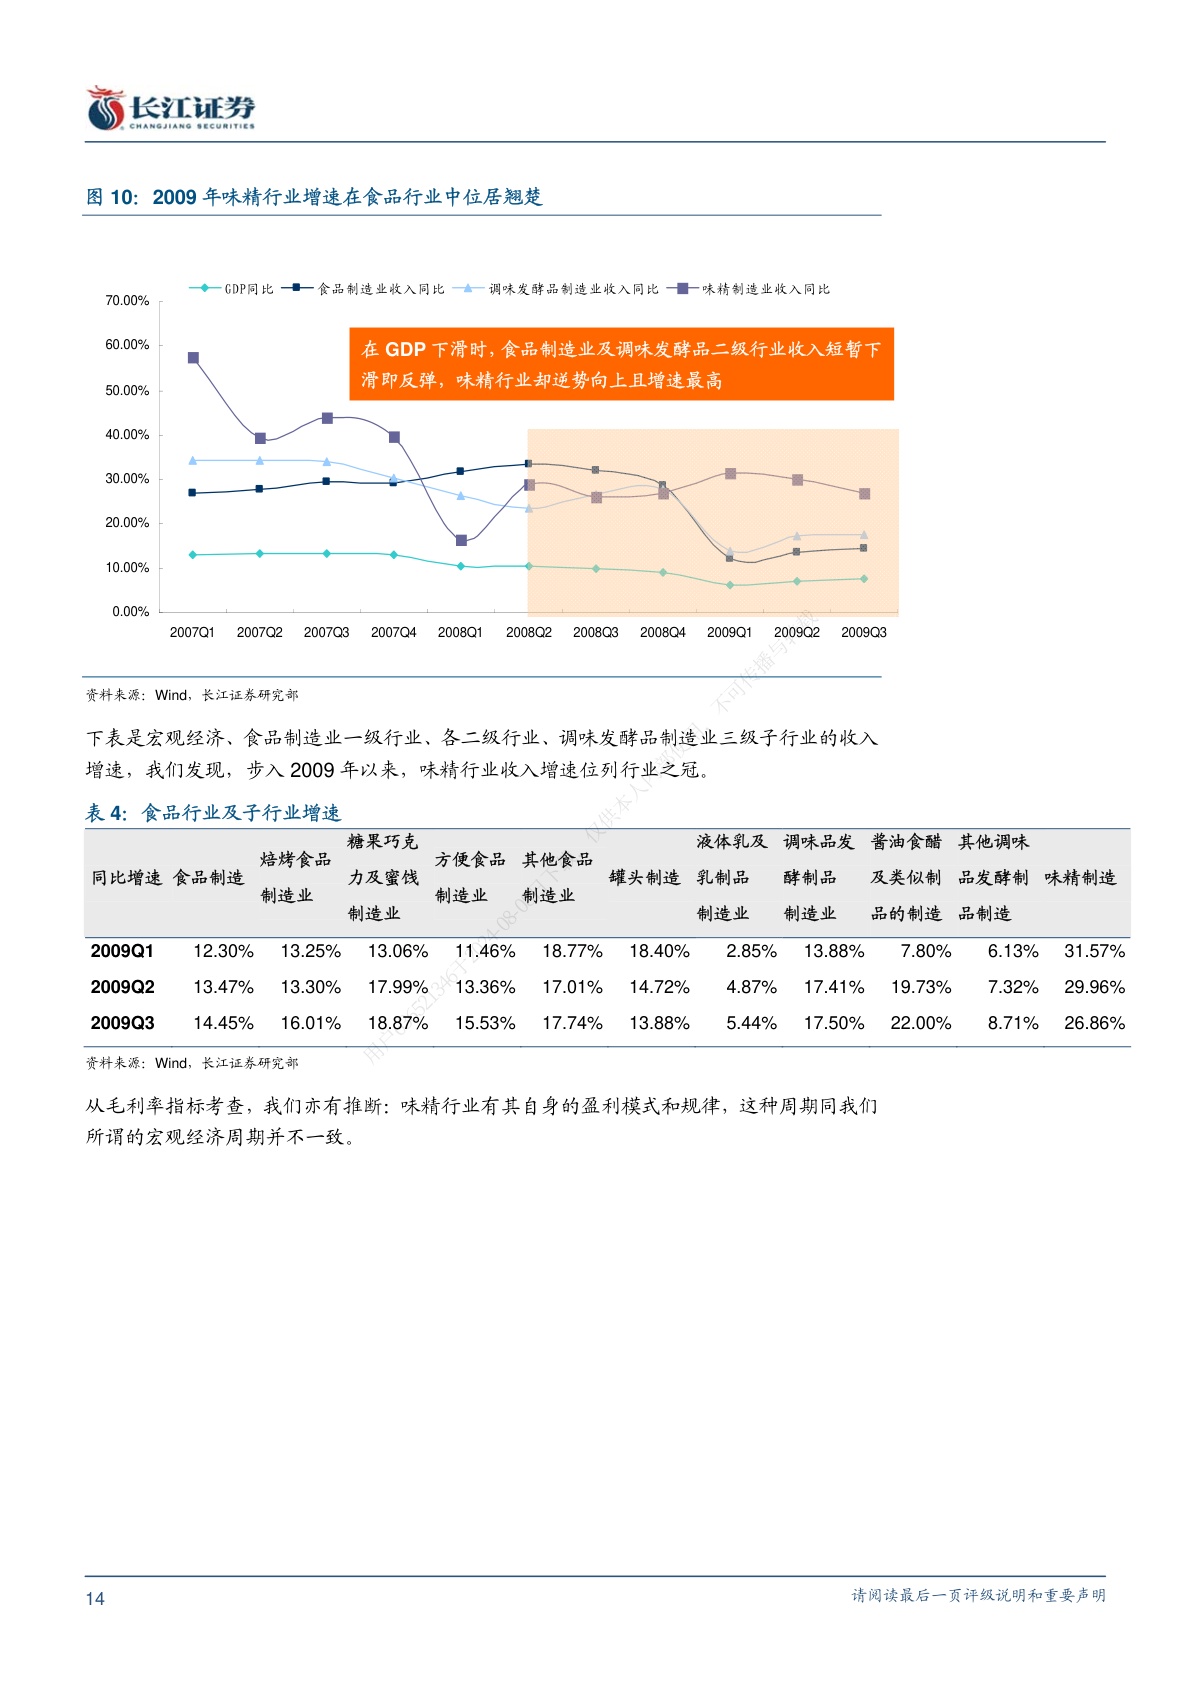 长江证券
CHANGJIANG SECURITIES
图 10： 2009 年味精行业增速在食品行业中位居翘楚
GDP同比 食品制造业收入同比 调味发酵品制造业收入同比 味精制造业收入同比
70.00%
60.00%
50.00%
40.00%
30.00%
20.00%
10.00%
0.00%
在 GDP 下滑时，食品制造业及调味发酵品二级行业收入短暂下
滑即反弹，味精行业却逆势向上且增速最高
2007Q1 2007Q2 2007Q3 2007Q4 2008Q1 2008Q2 2008Q3 2008Q4 2009Q1 2009Q2 2009Q3
资料来源：Wind，长江证券研究部
下表是宏观经济、食品制造业一级行业、各二级行业、调味发酵品制造业三级子行业的收入
增速，我们发现，步入 2009 年以来，味精行业收入增速位列行业之冠。
表 4： 食品行业及子行业增速
糖果巧克 液体乳及 调味品发 酱油食醋 其他调味
焙烤食品 方便食品 其他食品
同比增速 食品制造 力及蜜饯 罐头制造 乳制品 酵制品 及类似制 品发酵制 味精制造
制造业 制造业 制造业
制造业 制造业 制造业 品的制造 品制造
2009Q1 12.30% 13.25% 13.06% 11.46% 18.77% 18.40% 2.85% 13.88% 7.80% 6.13% 31.57%
2009Q2 13.47% 13.30% 17.99% 13.36% 17.01% 14.72% 4.87% 17.41% 19.73% 7.32% 29.96%
2009Q3 14.45% 16.01% 18.87% 15.53% 17.74% 13.88% 5.44% 17.50% 22.00% 8.71% 26.86%
资料来源：Wind，长江证券研究部
从毛利率指标考查，我们亦有推断：味精行业有其自身的盈利模式和规律，这种周期同我们
所谓的宏观经济周期并不一致。
14
请阅读最后一页评级说明和重要声明